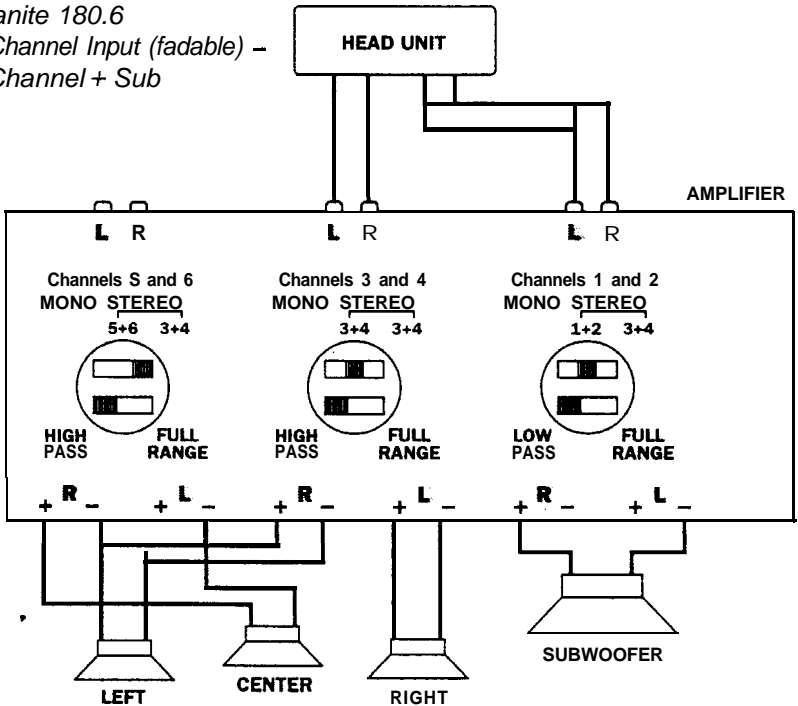 anite 180.6
Channel Input (fadable) –
Channel + Sub
HEAD UNIT
AMPLIFIER
L R
L R
L R
Channels S and 6
MONO STEREO
5+6 3+4
Channels 3 and 4
MONO STEREO
3+4 3+4
Channels 1 and 2
MONO STEREO
1+2 3+4
HIGH PASS
FULL RANGE
HIGH PASS
FULL RANGE
LOW PASS
FULL RANGE
+ R –
+ L –
+ R –
+ L –
+ R –
+ L –
LEFT
CENTER
RIGHT
SUBWOOFER